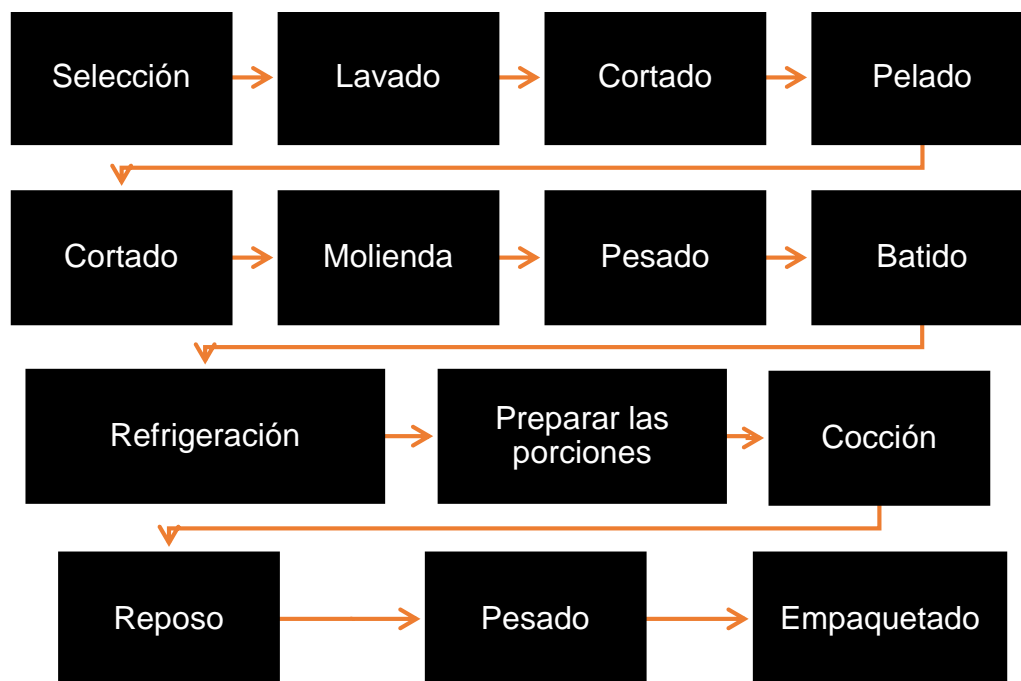 Selección
Lavado
Cortado
Pelado
Cortado
Molienda
Pesado
Batido
Refrigeración
Preparar las
porciones
Cocción
Reposo
Pesado
Empaquetado